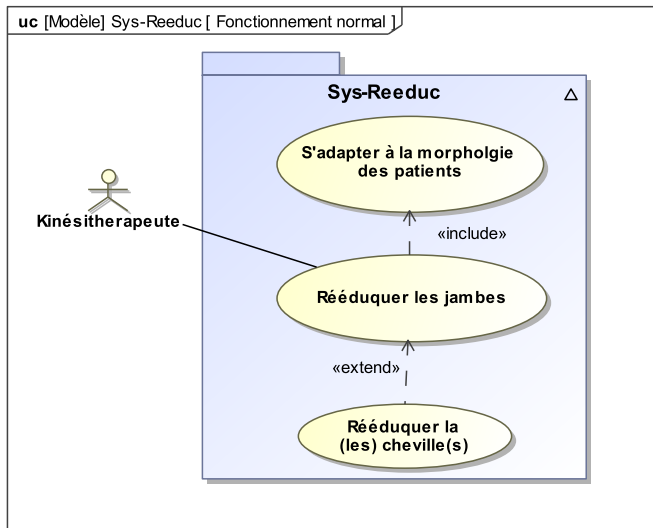 uc [Modèle] Sys-Reeduc [ Fonctionnement normal ]
Sys-Reeduc
S'adapter à la morpholgie
des patients
Kinésitherapeute
«include»
Rééduquer les jambes
«extend»
Rééduquer la
(les) cheville(s)